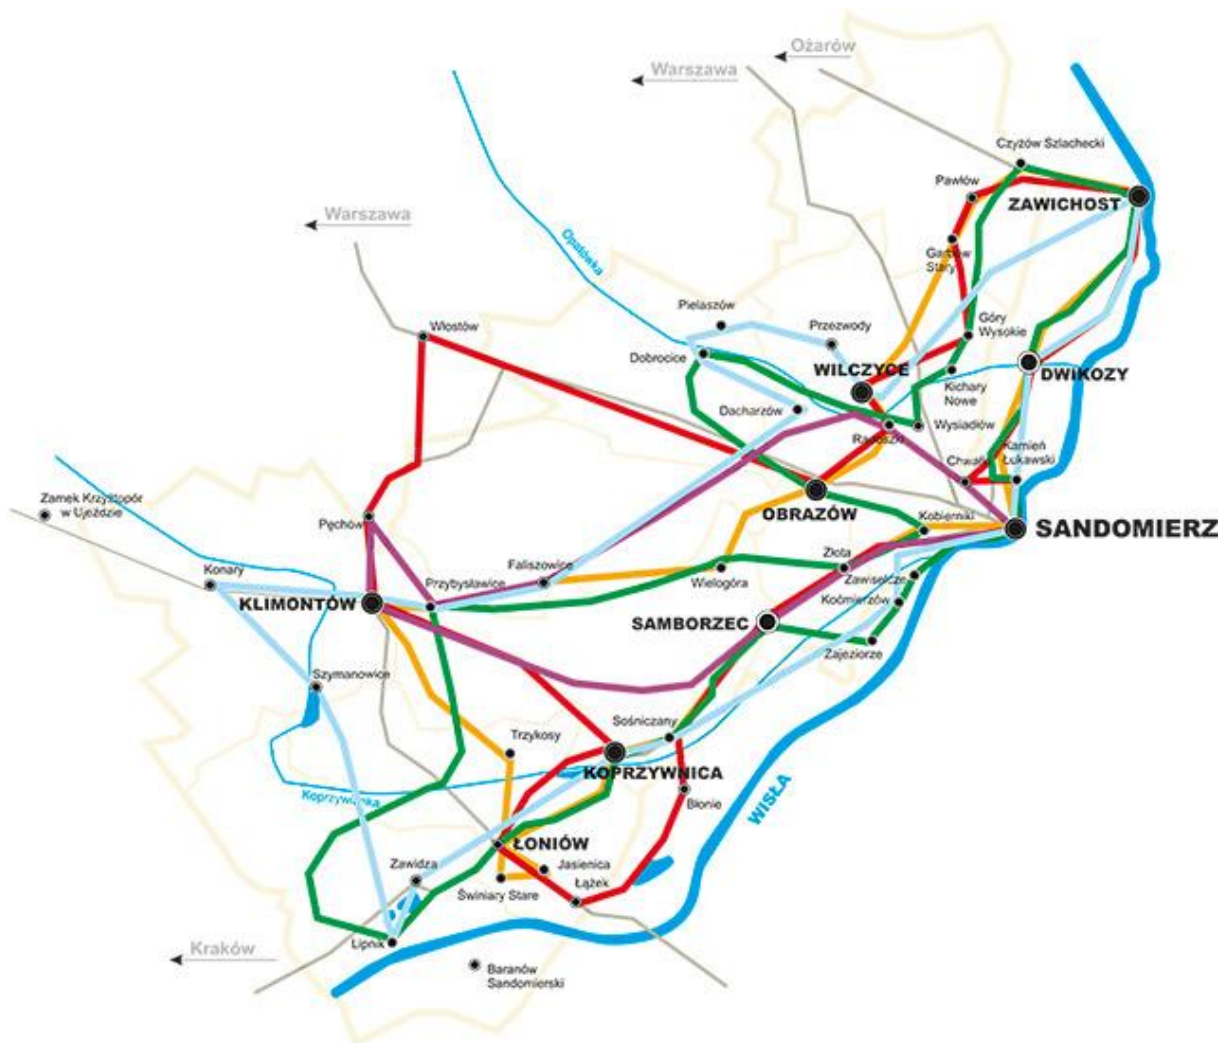 Ożarów
Warszawa
Czyżów Szlachecki
Pawłów
ZAWICHOST
Warszawa
Opatówka
Garbów
Stary
Pielaszów
Przezwody
Góry
Wysokie
Włostów
Dobrocice
WILCZYCE
DWIKOZY
Kichary
Nowe
Dacharzów
Radoszki
Wysiadłów
Kamień
Łukawski
Chwałki
Zamek Krzyżtopór
w Ujeździe
Pęchów
OBRAZÓW
Kobierniki
SANDOMIERZ
Złota
Faliszowice
Konary
Przybysławice
Wielogóra
Zawisełcze
KLIMONTÓW
Koćmierzów
SAMBORZEC
Zajeziorze
Szymanowice
Sośniczany
Trzykosy
KOPRZYWNICA
Koprzywianka
Błonie
WISŁA
ŁONIÓW
Zawidza
Jasienica
Łążek
Świniary Stare
Lipnik
Kraków
Baranów
Sandomierski